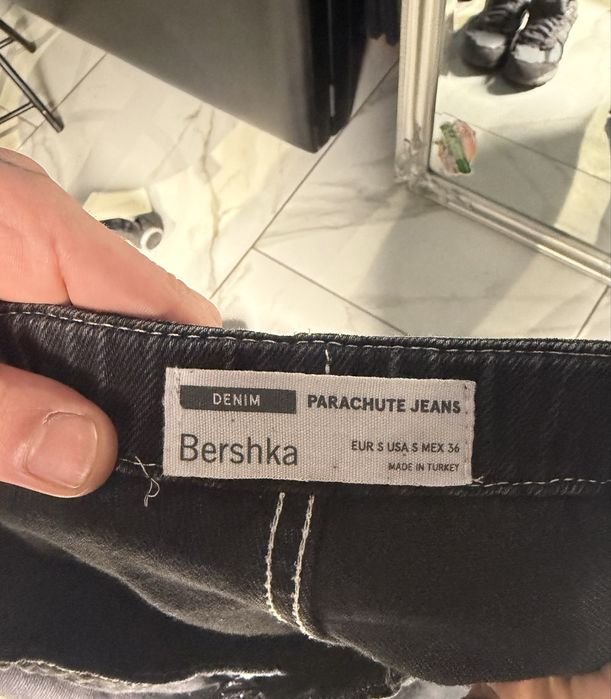 DENIM
PARACHUTE JEANS
Bershka
EUR S USA S MEX 36
MADE IN TURKEY